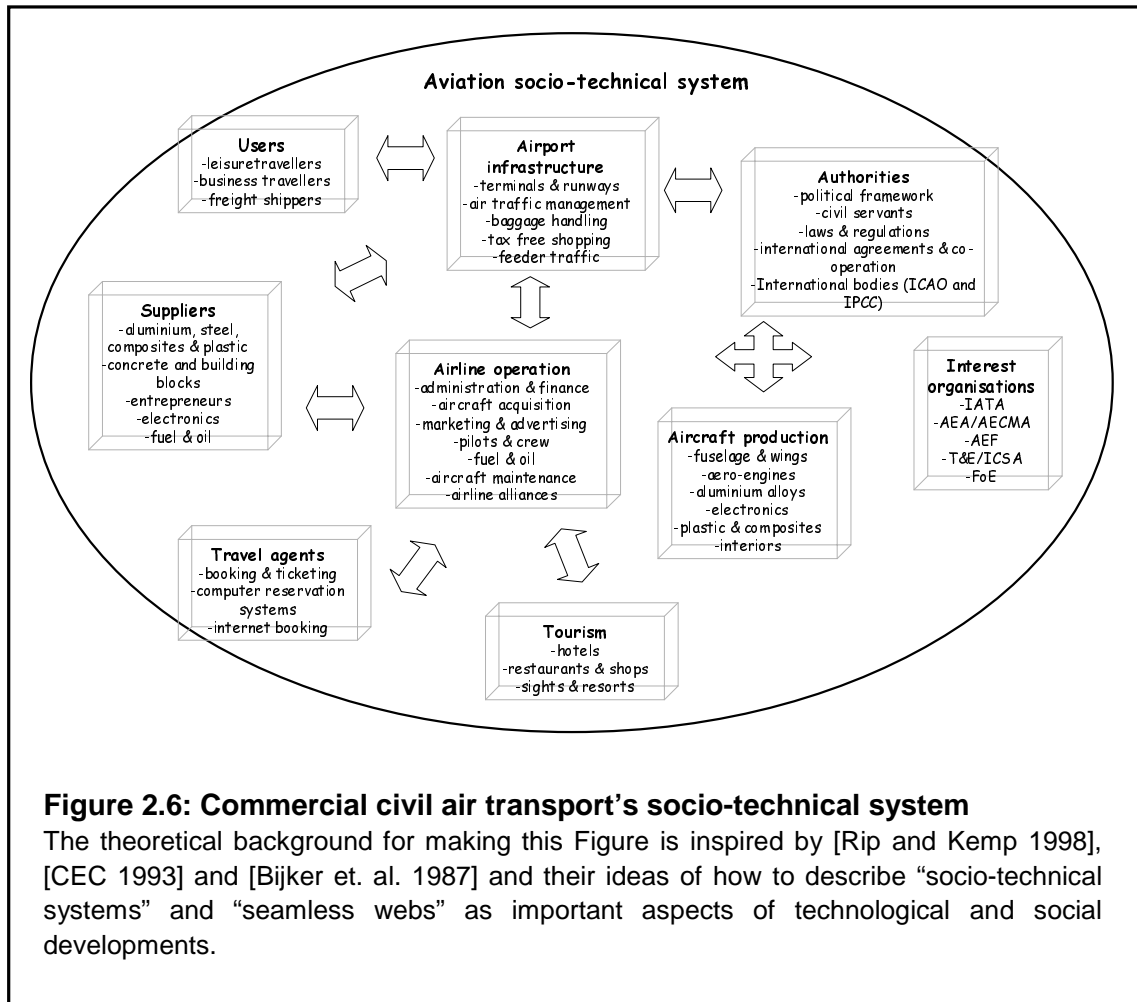 Aviation socio-technical system
Users
-leisuretravellers
-business travellers
-freight shippers
Airport
infrastructure
-terminals & runways
-air traffic management
-baggage handling
-tax free shopping
-feeder traffic
Authorities
-political framework
-civil servants
-laws & regulations
-international agreements & co-
operation
-International bodies (ICAO and
IPCC)
Suppliers
-aluminium, steel,
composites & plastic
-concrete and building
blocks
-entrepreneurs
-electronics
-fuel & oil
Airline operation
-administration & finance
-aircraft acquisition
-marketing & advertising
-pilots & crew
-fuel & oil
-aircraft maintenance
-airline alliances
Aircraft production
-fuselage & wings
-aero-engines
-aluminium alloys
-electronics
-plastic & composites
-interiors
Interest
organisations
-IATA
-AEA/AECMA
-AEF
-T&E/ICSA
-FoE
Travel agents
-booking & ticketing
-computer reservation
systems
-internet booking
Tourism
-hotels
-restaurants & shops
-sights & resorts
Figure 2.6: Commercial civil air transport's socio-technical system
The theoretical background for making this Figure is inspired by [Rip and Kemp 1998],
[CEC 1993] and [Bijker et. al. 1987] and their ideas of how to describe “socio-technical
systems” and “seamless webs” as important aspects of technological and social
developments.